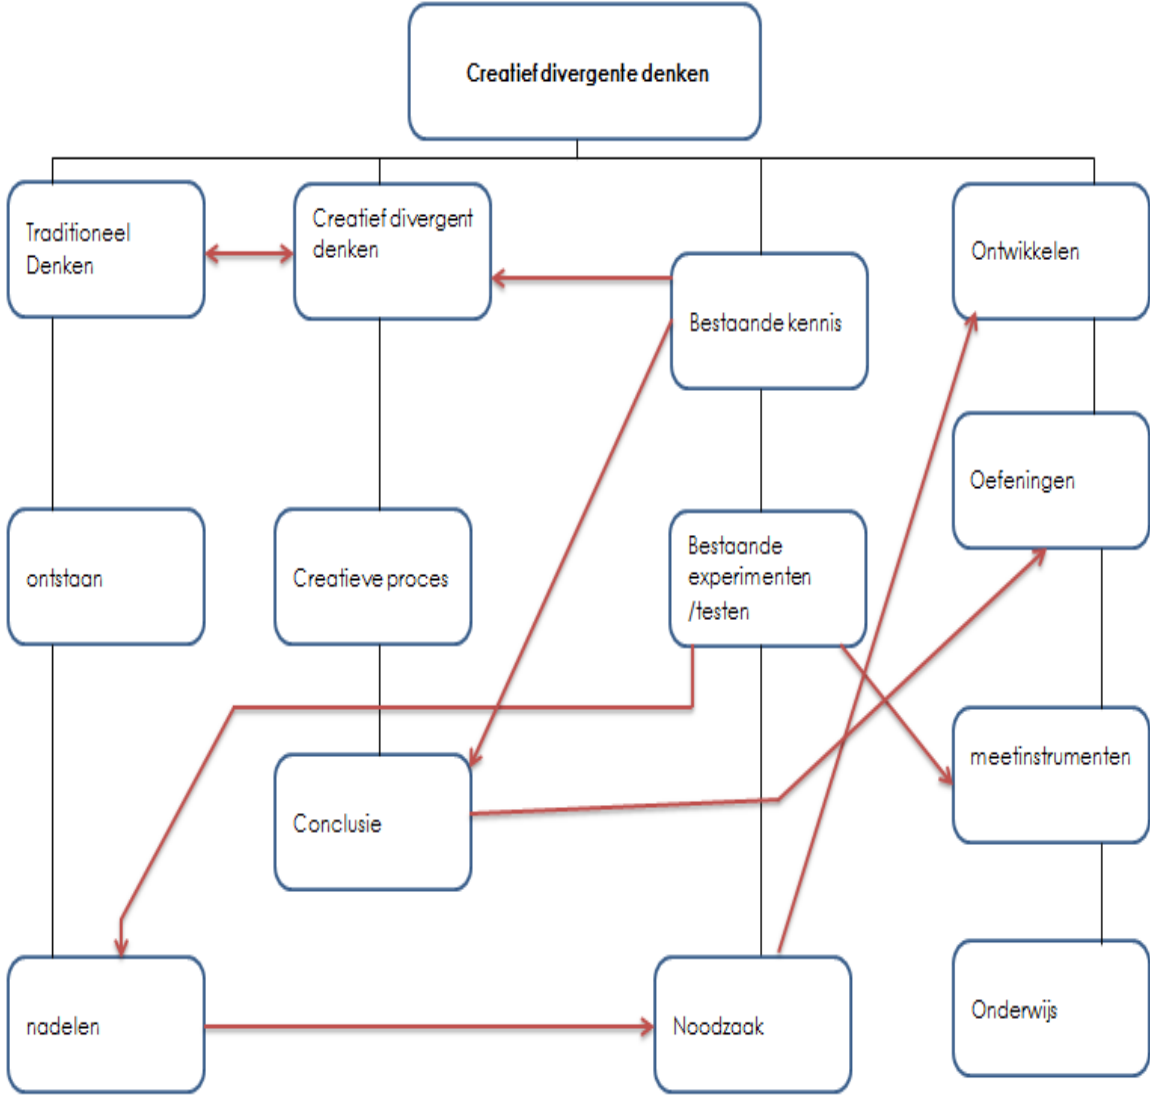 Creatief divergente denken
Traditioneel
Denken
Creatief divergent
denken
Bestaande kennis
Ontwikkelen
Oefeningen
ontstaan
Creatieve proces
Bestaande
experimenten
/testen
meetinstrumenten
Conclusie
nadelen
Noodzaak
Onderwijs